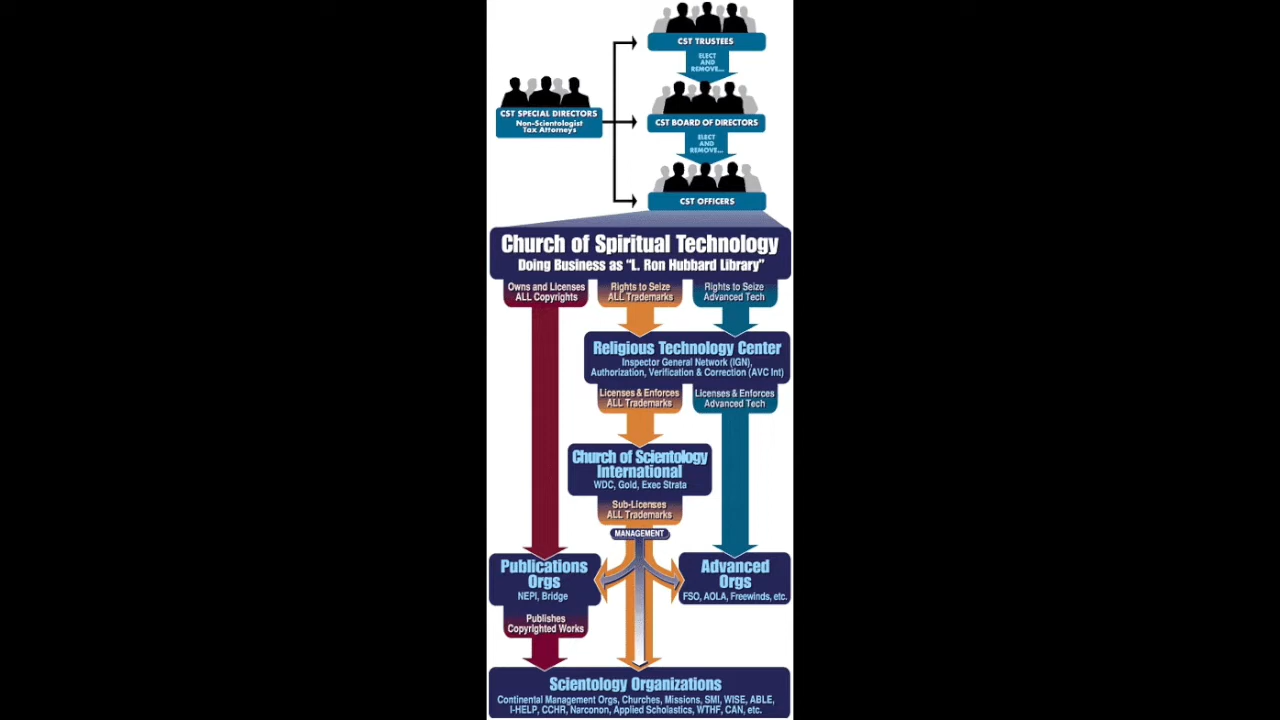 CST TRUSTEES
ELECT
AND
REMOVE...
CST SPECIAL DIRECTORS
Non-Scientologist
Tax Attorneys
CST BOARD OF DIRECTORS
ELECT
AND
REMOVE...
CST OFFICERS
Church of Spiritual Technology
Doing Business as "L. Ron Hubbard Library"
Owns and Licenses
ALL Copyrights
Rights to Seize
ALL Trademarks
Rights to Seize
Advanced Tech
Religious Technology Center
Inspector General Network (IGN),
Authorization, Verification & Correction (AVC Int)
Licenses & Enforces
ALL Trademarks
Licenses & Enforces
Advanced Tech
Church of Scientology
International
WDC, Gold, Exec Strata
Sub-Licenses
ALL Trademarks
MANAGEMENT
Publications
Orgs
NEPI, Bridge
Advanced
Orgs
FSO, AOLA, Freewinds, etc.
Publishes
Copyrighted Works
Scientology Organizations
Continental Management Orgs, Churches, Missions, SMI, WISE, ABLE,
I-HELP, CCHR, Narconon, Applied Scholastics, WTHF, CAN, etc.